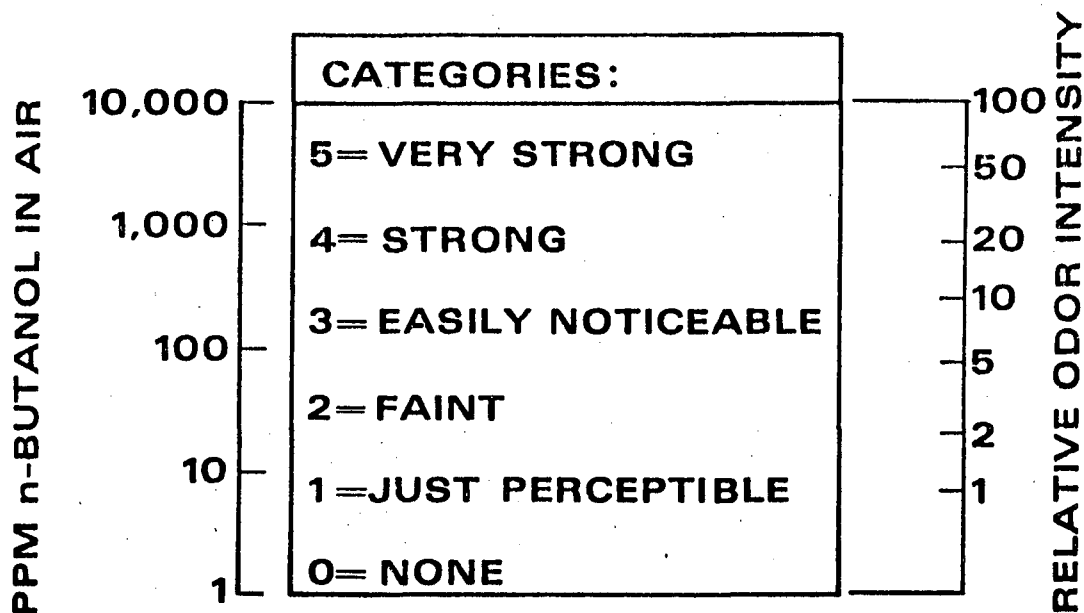 PPM n-BUTANOL IN AIR
10,000
1,000
100
10
1
CATEGORIES:
5= VERY STRONG
4= STRONG
3= EASILY NOTICEABLE
2= FAINT
1=JUST PERCEPTIBLE
0= NONE
100
50
20
10
5
2
1
RELATIVE ODOR INTENSITY